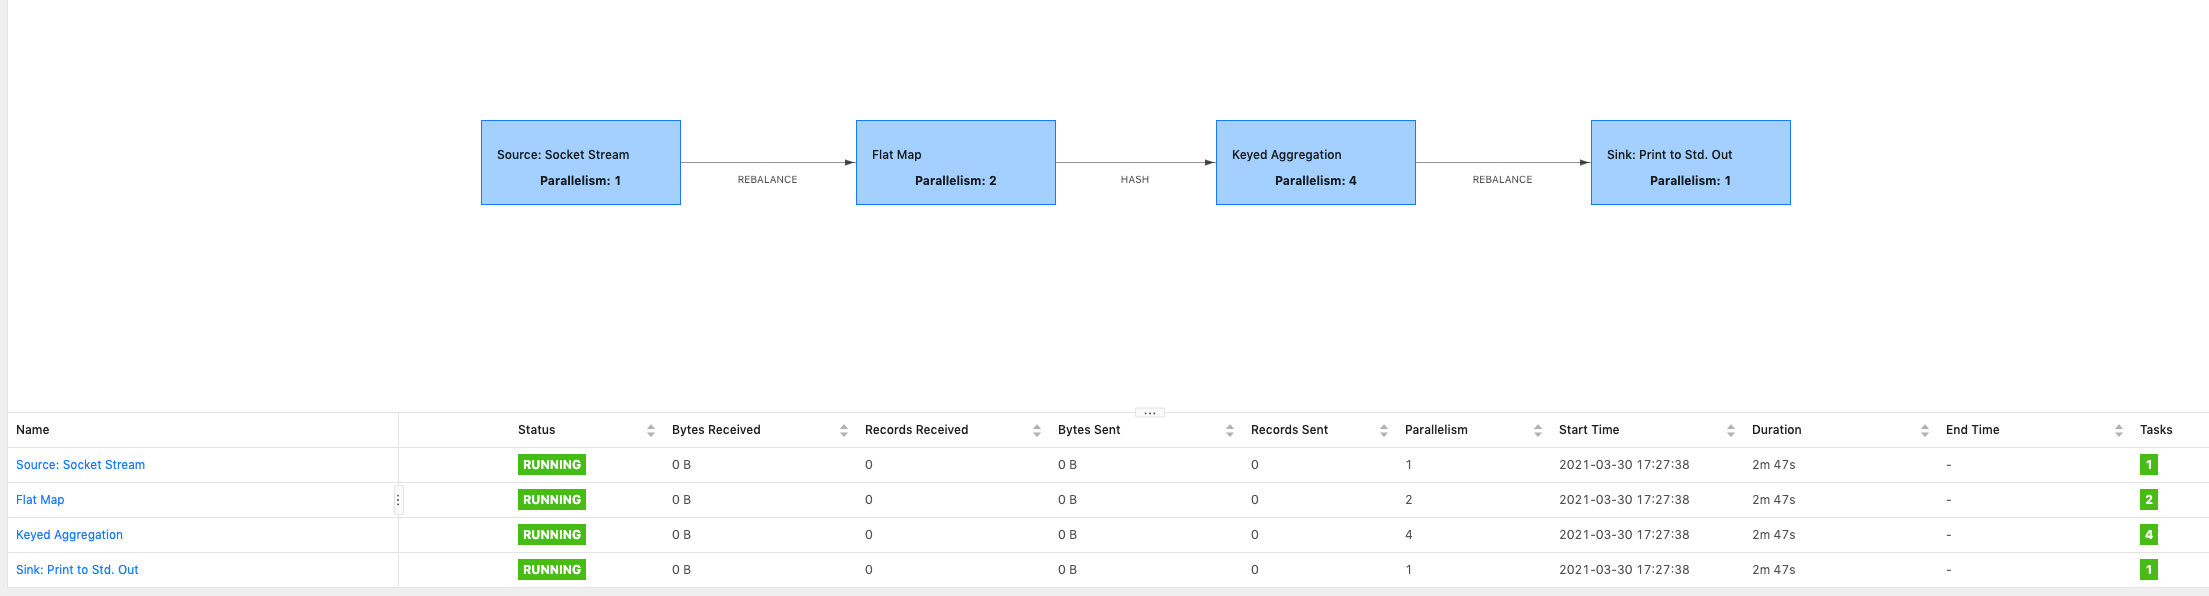 Source: Socket Stream
Parallelism: 1
REBALANCE
Flat Map
Parallelism: 2
HASH
Keyed Aggregation
Parallelism: 4
REBALANCE
Sink: Print to Std. Out
Parallelism: 1
Name Status Bytes Received Records Received Bytes Sent Records Sent Parallelism Start Time Duration End Time Tasks
Source: Socket Stream RUNNING 0 B 0 0 B 0 1 2021-03-30 17:27:38 2m 47s - 1
Flat Map RUNNING 0 B 0 0 B 0 2 2021-03-30 17:27:38 2m 47s - 2
Keyed Aggregation RUNNING 0 B 0 0 B 0 4 2021-03-30 17:27:38 2m 47s - 4
Sink: Print to Std. Out RUNNING 0 B 0 0 B 0 1 2021-03-30 17:27:38 2m 47s - 1